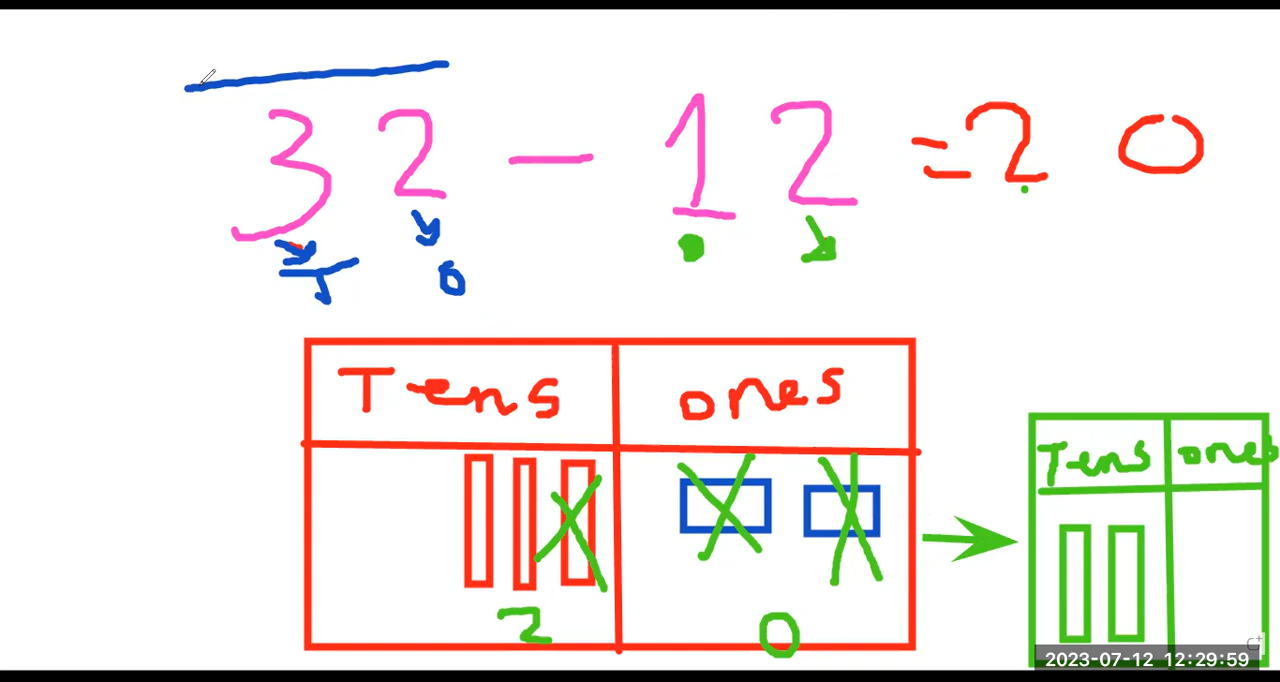 32 - 12 = 20
T 0
Tens ones
2 0
Tens ones
2023-07-12 12:29:59